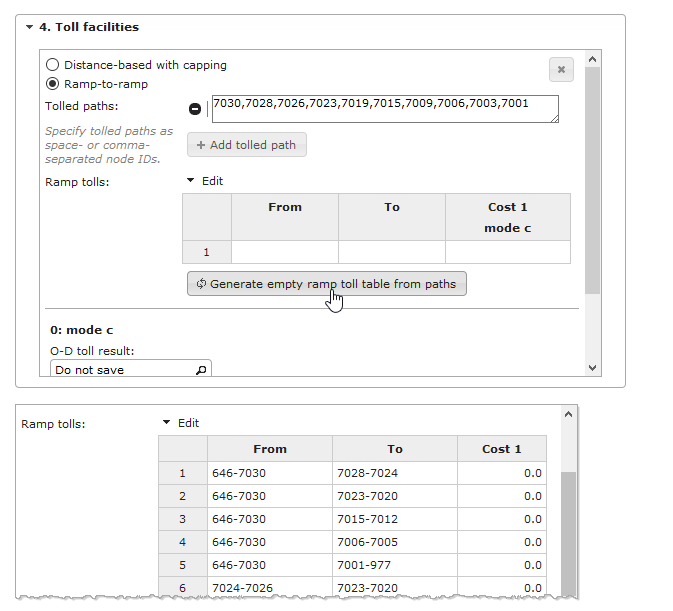 4. Toll facilities
Distance-based with capping
Ramp-to-ramp
Tolled paths:
7030,7028,7026,7023,7019,7015,7009,7006,7003,7001
Specify tolled paths as
space- or comma-
separated node IDs.
+ Add tolled path
Ramp tolls:
Edit
From To Cost 1
mode c
1
Generate empty ramp toll table from paths
0: mode c
O-D toll result:
Do not save
Ramp tolls:
Edit
From To Cost 1
1 646-7030 7028-7024 0.0
2 646-7030 7023-7020 0.0
3 646-7030 7015-7012 0.0
4 646-7030 7006-7005 0.0
5 646-7030 7001-977 0.0
6 7024-7026 7023-7020 0.0